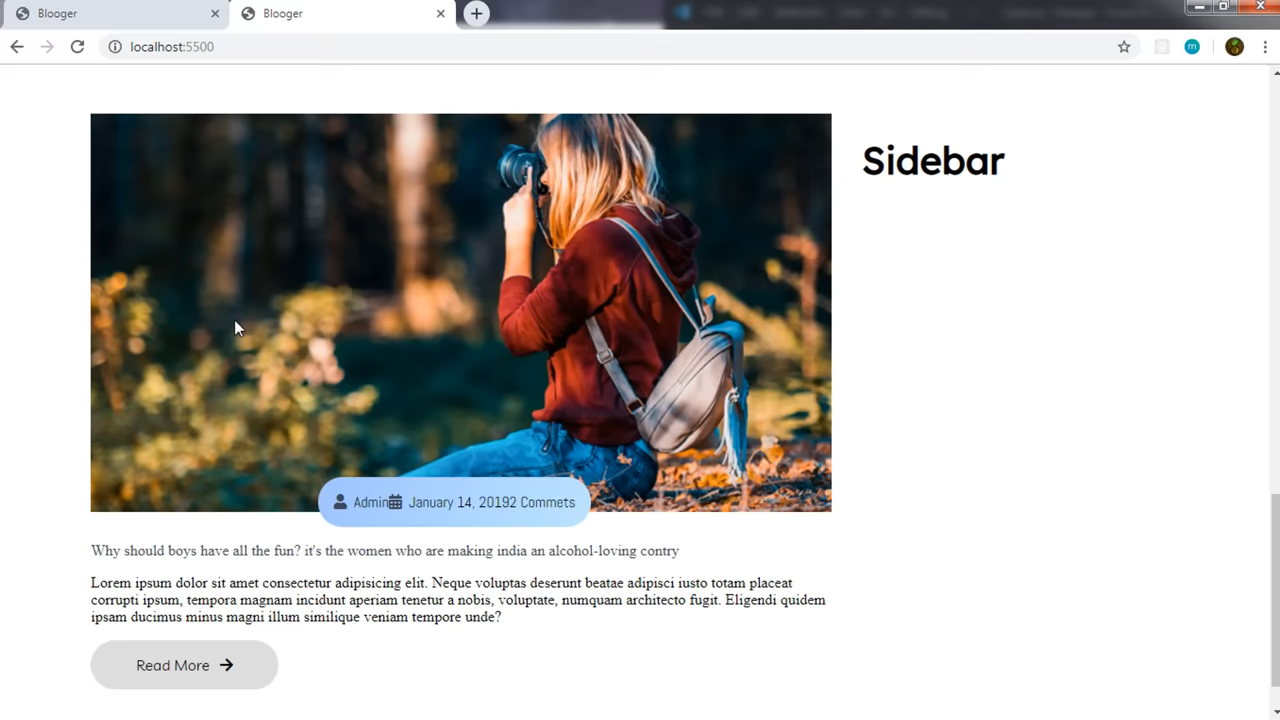 Blooger
Blooger
localhost:5500
m
Sidebar
Admin January 14, 20192 Commets
Why should boys have all the fun? it's the women who are making india an alcohol-loving contry
Lorem ipsum dolor sit amet consectetur adipisicing elit. Neque voluptas deserunt beatae adipisci iusto totam placeat
corrupti ipsum, tempora magnam incidunt aperiam tenetur a nobis, voluptate, numquam architecto fugit. Eligendi quidem
ipsam ducimus minus magni illum similique veniam tempore unde?
Read More